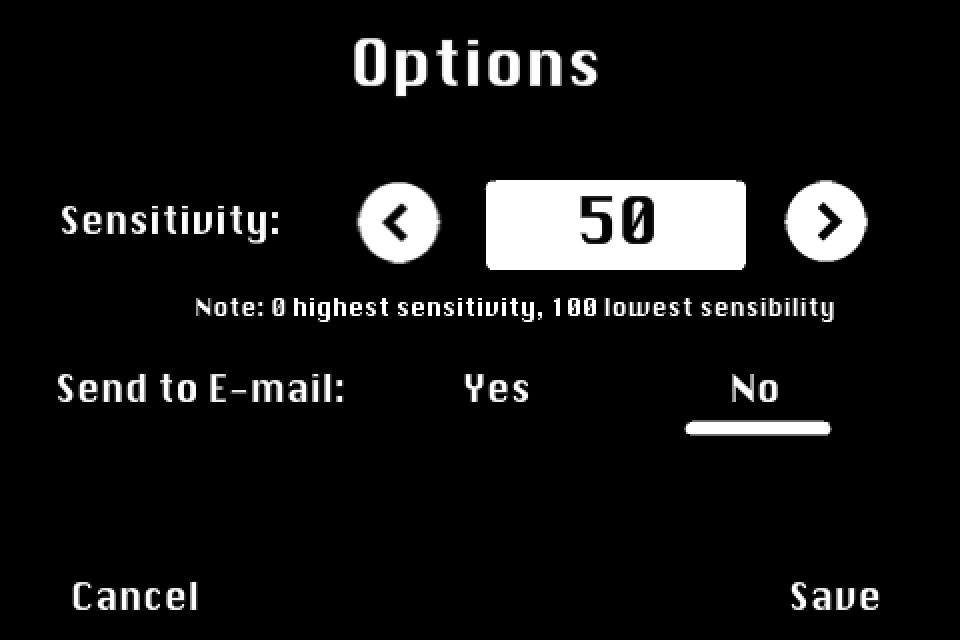 Options
Sensitivity: < 50 >
Note: 0 highest sensitivity, 100 lowest sensibility
Send to E-mail: Yes No
Cancel Save